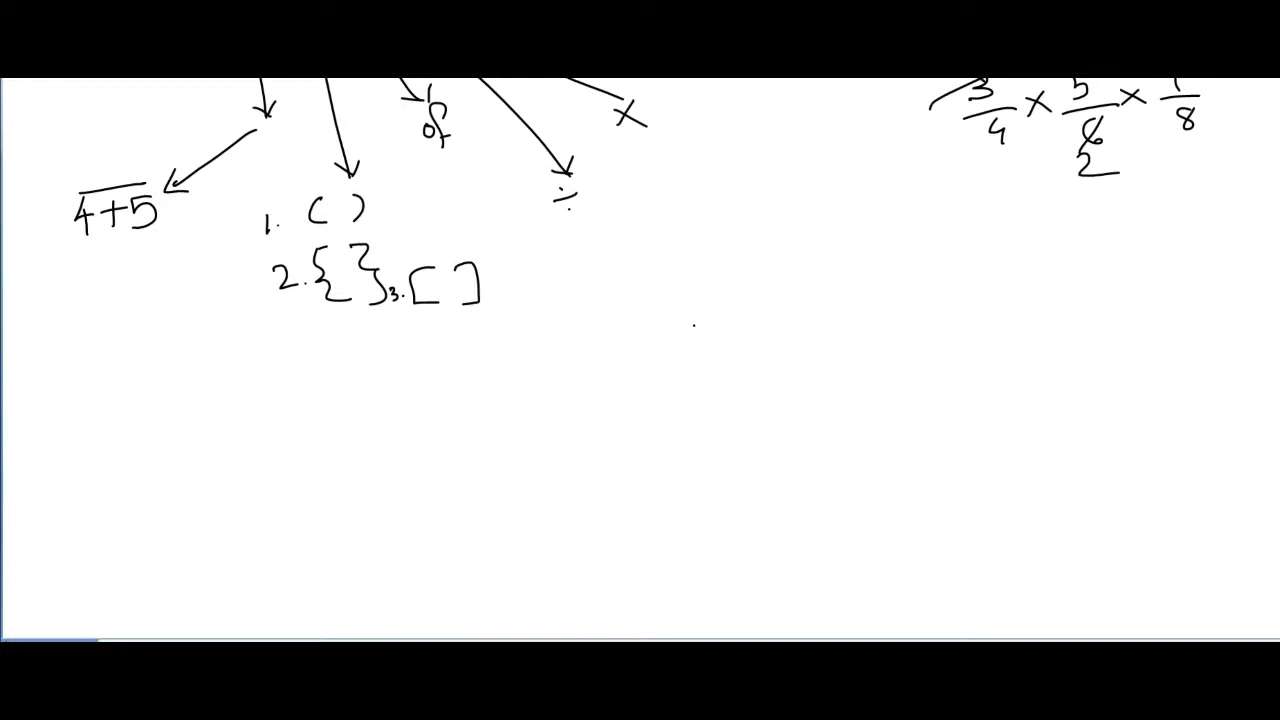 of
×
÷
4+5
1. ( )
2. { } 3. [ ]
3/4 × 5/6 × 1/8
2